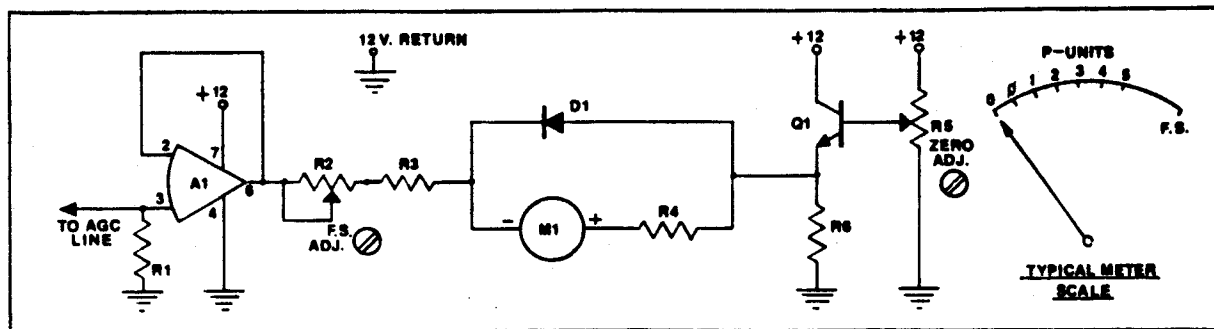 12 V. RETURN
+12
+12
+12
P-UNITS
0 1 2 3 4 5
F.S.
D1
Q1
R5
ZERO
ADJ.
2
7
A1
6
3
4
R2
R3
F.S.
ADJ.
- M1 +
R4
R6
TO AGC
LINE
R1
TYPICAL METER
SCALE